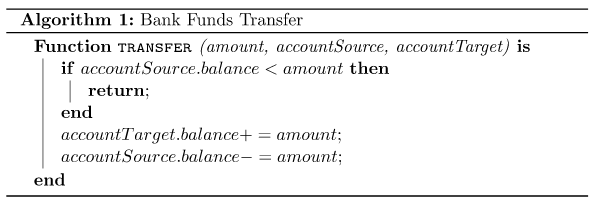 Algorithm 1: Bank Funds Transfer
Function TRANSFER (amount, accountSource, accountTarget) is
if accountSource.balance < amount then
return;
end
accountTarget.balance+ = amount;
accountSource.balance− = amount;
end